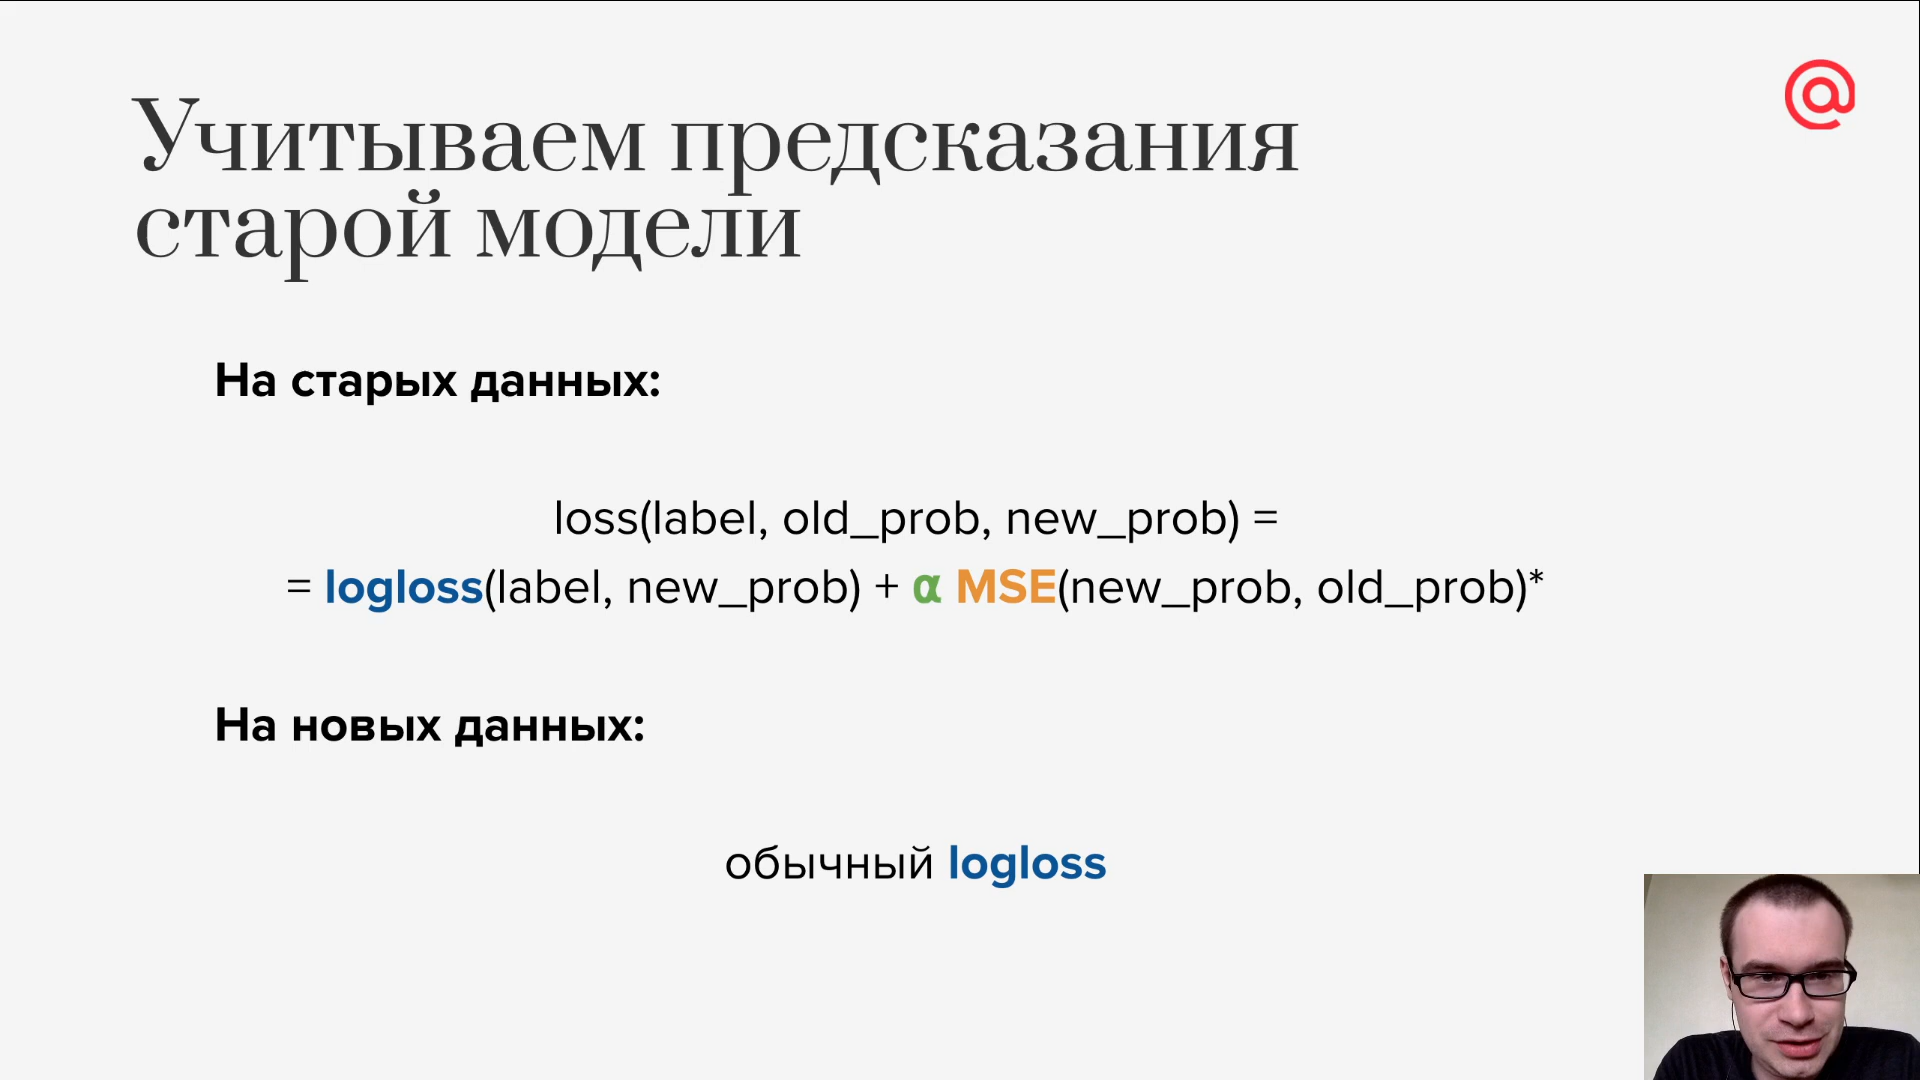 Учитываем предсказания
старой модели
На старых данных:
loss(label, old_prob, new_prob) =
= logloss(label, new_prob) + α MSE(new_prob, old_prob)*
На новых данных:
обычный logloss